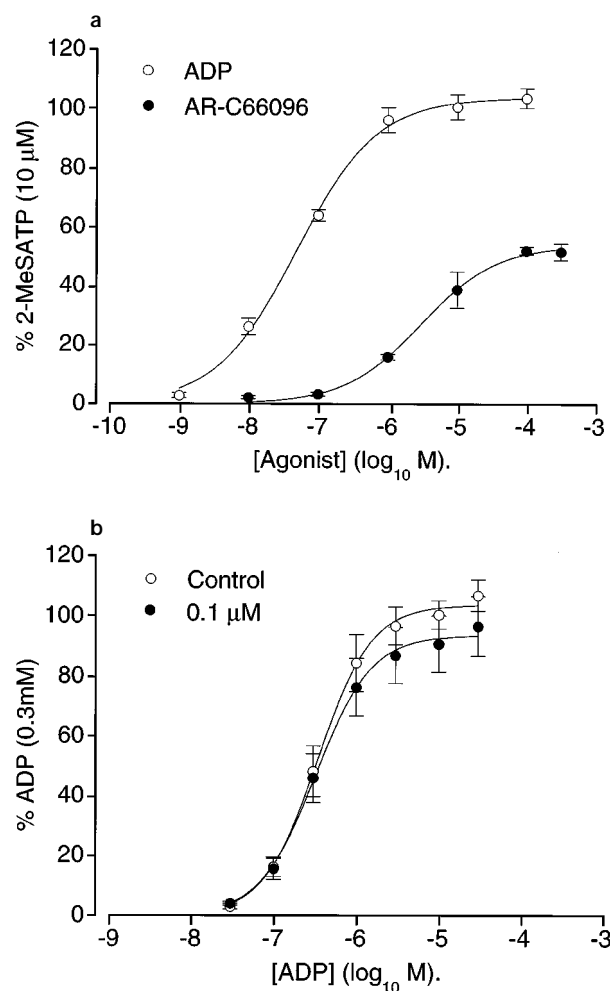 a
120
ADP
AR-C66096
100
80
60
40
20
0
% 2-MeSATP (10 µM)
-10 -9 -8 -7 -6 -5 -4 -3
[Agonist] (log10 M).
b
120
Control
0.1 µM
100
80
60
40
20
0
% ADP (0.3mM)
-9 -8 -7 -6 -5 -4 -3
[ADP] (log10 M).